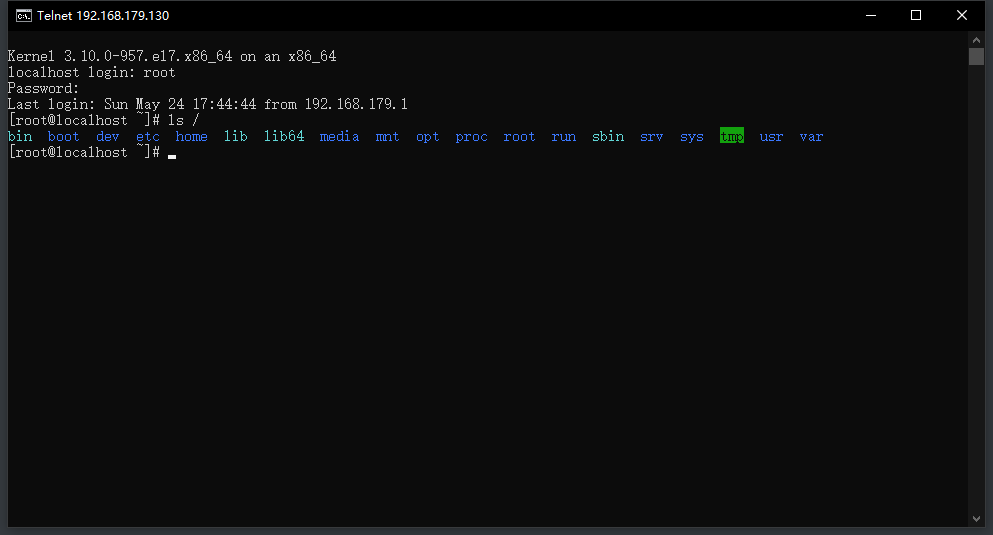 Telnet 192.168.179.130
Kernel 3.10.0-957.el7.x86_64 on an x86_64
localhost login: root
Password:
Last login: Sun May 24 17:44:44 from 192.168.179.1
[root@localhost ~]# ls /
bin  boot  dev  etc  home  lib  lib64  media  mnt  opt  proc  root  run  sbin  srv  sys  tmp  usr  var
[root@localhost ~]#